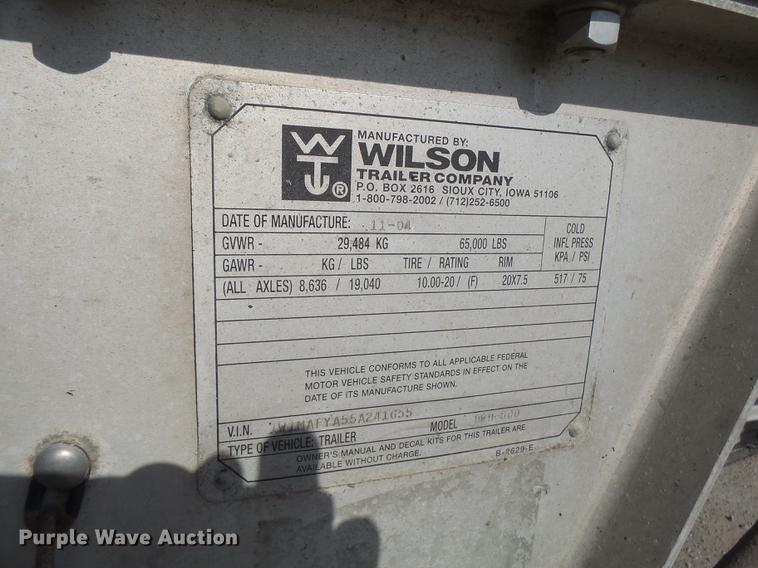 WT ®
MANUFACTURED BY:
WILSON
TRAILER COMPANY
P.O. BOX 2616 SIOUX CITY, IOWA 51106
1-800-798-2002 / (712)252-6500
DATE OF MANUFACTURE: 11-04
GVWR - 29,484 KG 65,000 LBS
COLD
INFL PRESS
KPA / PSI
GAWR - KG / LBS TIRE / RATING RIM
(ALL AXLES) 8,636 / 19,040 10.00-20 / (F) 20X7.5 517 / 75
THIS VEHICLE CONFORMS TO ALL APPLICABLE FEDERAL
MOTOR VEHICLE SAFETY STANDARDS IN EFFECT ON THE
DATE OF ITS MANUFACTURE SHOWN.
V.I.N. MODEL
TYPE OF VEHICLE: TRAILER
OWNER'S MANUAL AND DECAL KITS FOR THIS TRAILER ARE
AVAILABLE WITHOUT CHARGE.
B-2629-E
Purple Wave Auction